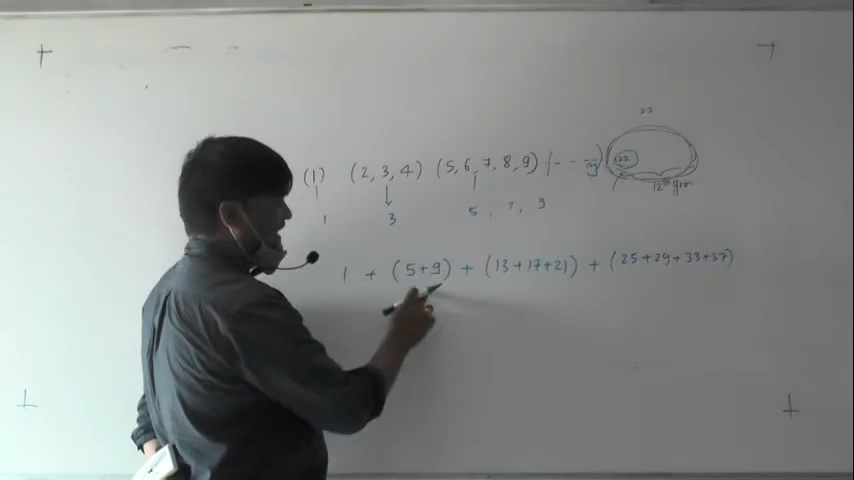 (1) (2, 3, 4) (5, 6, 7, 8, 9) (- -
12th
1 3 5, 7, 9
1 + (5+9) + (13+17+21) + (25+29+33+37)